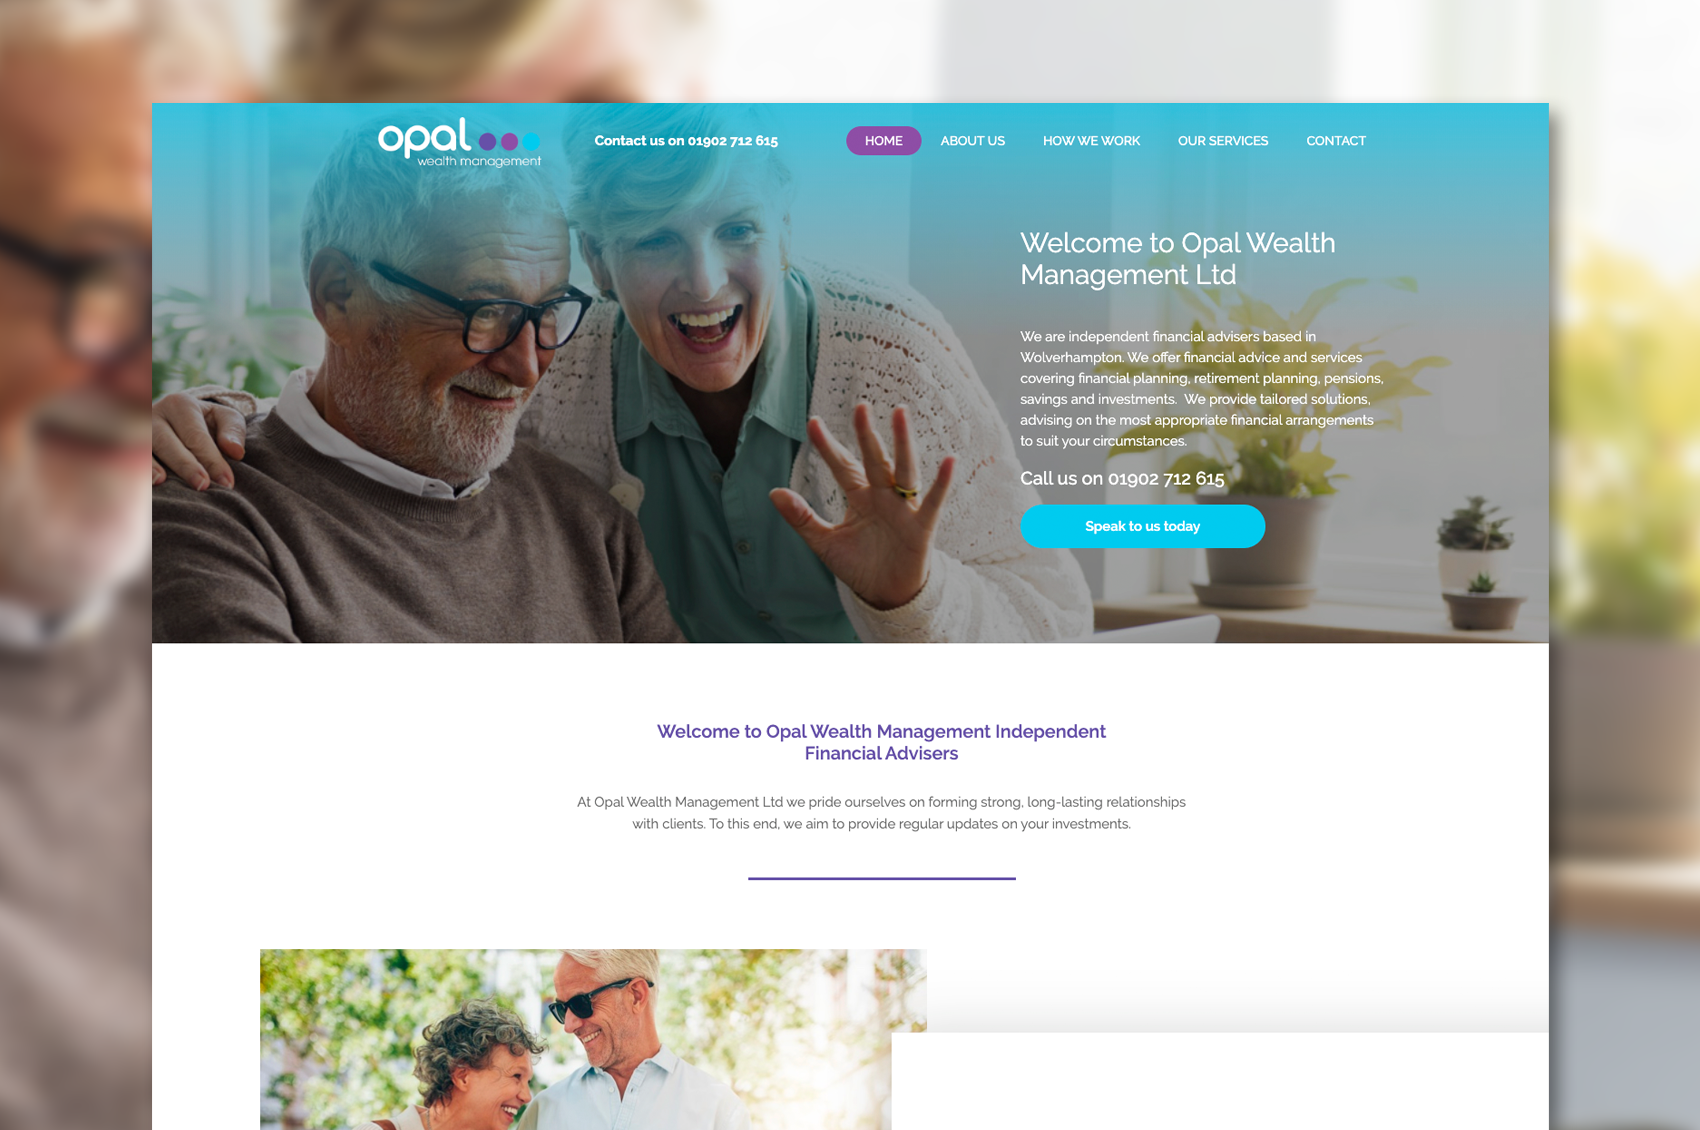 opal
wealth management
Contact us on 01902 712 615
HOME
ABOUT US
HOW WE WORK
OUR SERVICES
CONTACT
Welcome to Opal Wealth
Management Ltd
We are independent financial advisers based in
Wolverhampton. We offer financial advice and services
covering financial planning, retirement planning, pensions,
savings and investments.  We provide tailored solutions,
advising on the most appropriate financial arrangements
to suit your circumstances.
Call us on 01902 712 615
Speak to us today
Welcome to Opal Wealth Management Independent
Financial Advisers
At Opal Wealth Management Ltd we pride ourselves on forming strong, long-lasting relationships
with clients. To this end, we aim to provide regular updates on your investments.